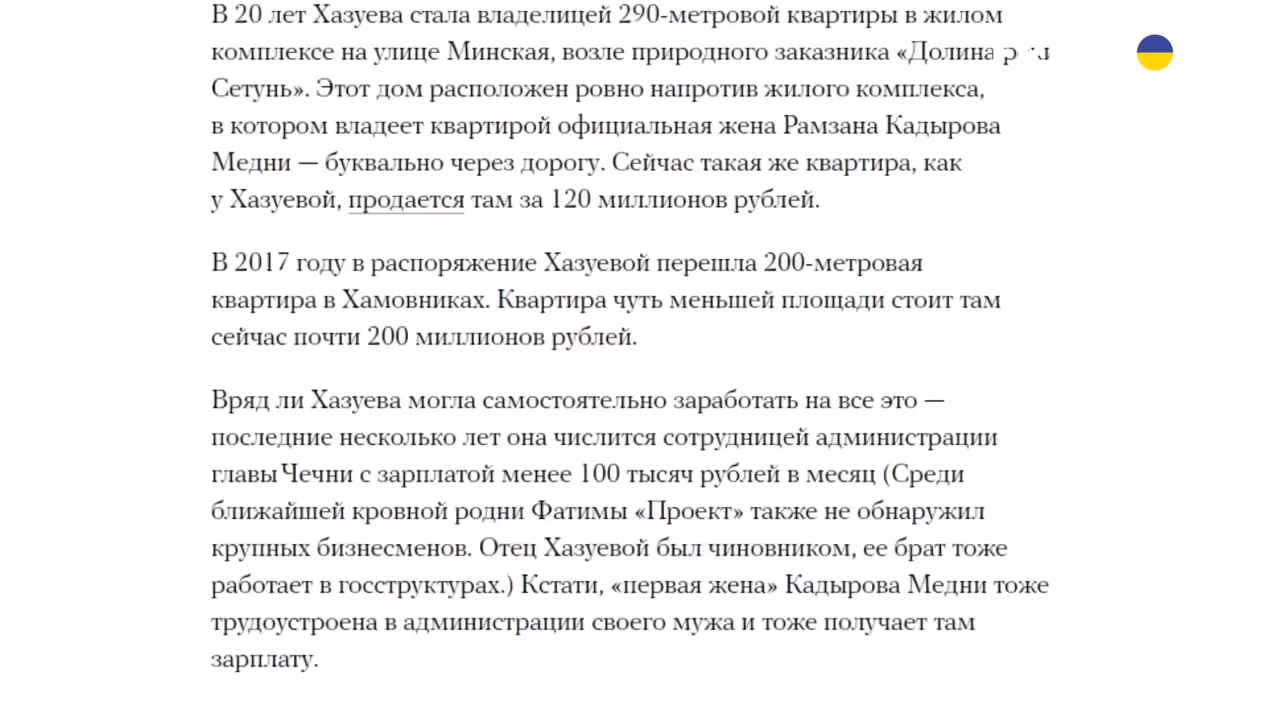 В 20 лет Хазуева стала владелицей 290-метровой квартиры в жилом
комплексе на улице Минская, возле природного заказника «Долина
Сетунь». Этот дом расположен ровно напротив жилого комплекса,
в котором владеет квартирой официальная жена Рамзана Кадырова
Медни — буквально через дорогу. Сейчас такая же квартира, как
у Хазуевой, продается там за 120 миллионов рублей.
В 2017 году в распоряжение Хазуевой перешла 200-метровая
квартира в Хамовниках. Квартира чуть меньшей площади стоит там
сейчас почти 200 миллионов рублей.
Вряд ли Хазуева могла самостоятельно заработать на все это —
последние несколько лет она числится сотрудницей администрации
главы Чечни с зарплатой менее 100 тысяч рублей в месяц (Среди
ближайшей кровной родни Фатимы «Проект» также не обнаружил
крупных бизнесменов. Отец Хазуевой был чиновником, ее брат тоже
работает в госструктурах.) Кстати, «первая жена» Кадырова Медни тоже
трудоустроена в администрации своего мужа и тоже получает там
зарплату.